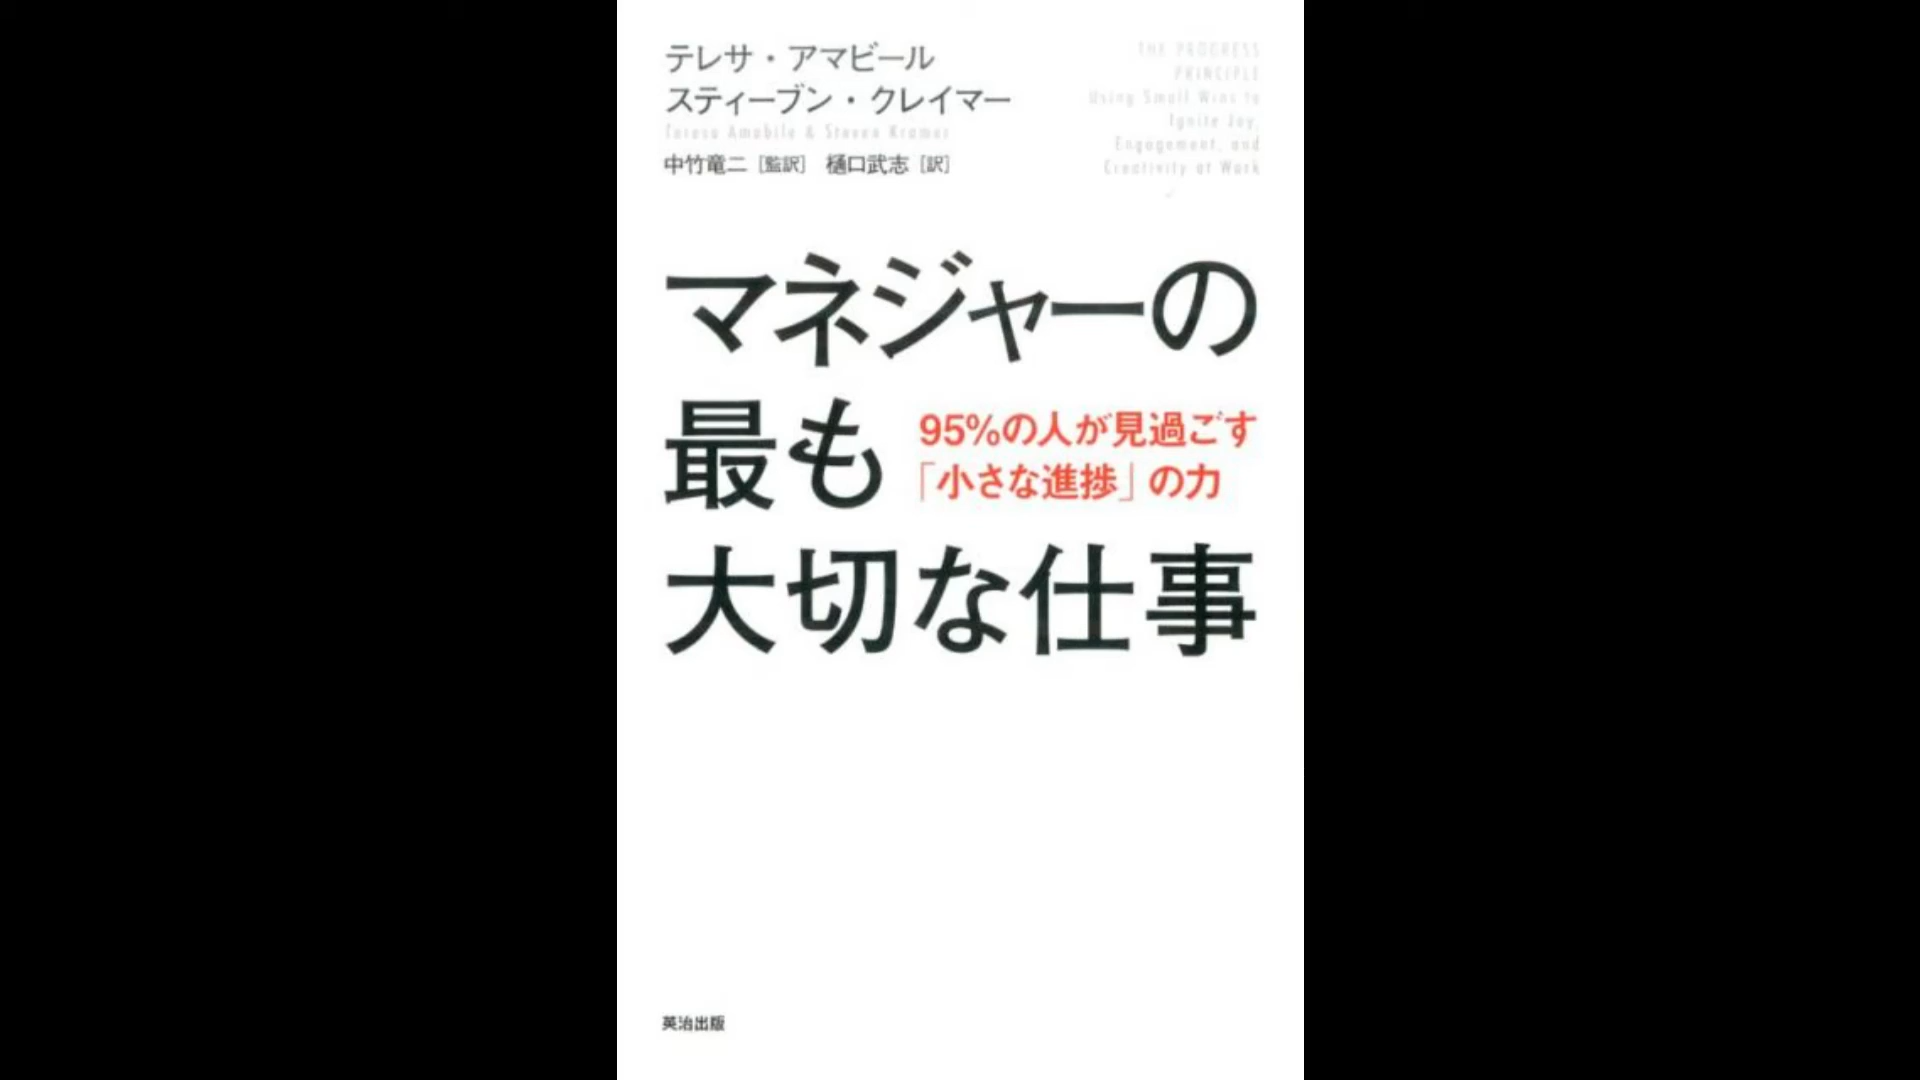 テレサ・アマビール
スティーブン・クレイマー
Teresa Amabile & Steven Kramer
中竹竜二［監訳］ 樋口武志［訳］
THE PROGRESS
PRINCIPLE
Using Small Wins to
Ignite Joy,
Engagement, and
Creativity at Work
マネジャーの
最も
95%の人が見過ごす
「小さな進捗」の力
大切な仕事
英治出版